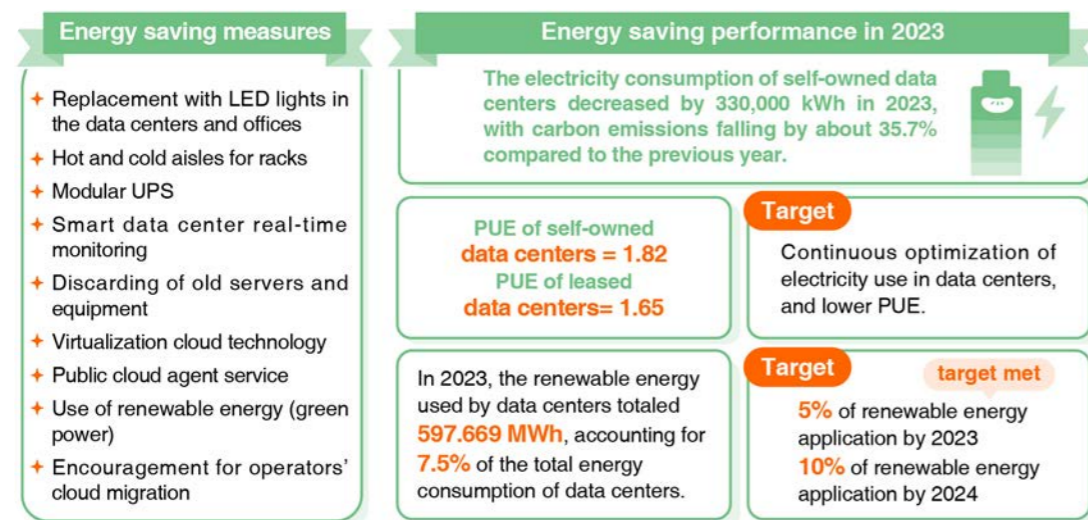 Energy saving measures
Replacement with LED lights in
the data centers and offices
Hot and cold aisles for racks
Modular UPS
Smart data center real-time
monitoring
Discarding of old servers and
equipment
Virtualization cloud technology
Public cloud agent service
Use of renewable energy (green
power)
Encouragement for operators’
cloud migration
Energy saving performance in 2023
The electricity consumption of self-owned data
centers decreased by 330,000 kWh in 2023,
with carbon emissions falling by about 35.7%
compared to the previous year.
PUE of self-owned
data centers = 1.82
PUE of leased
data centers= 1.65
Target
Continuous optimization of
electricity use in data centers,
and lower PUE.
In 2023, the renewable energy
used by data centers totaled
597.669 MWh, accounting for
7.5% of the total energy
consumption of data centers.
Target
target met
5% of renewable energy
application by 2023
10% of renewable energy
application by 2024